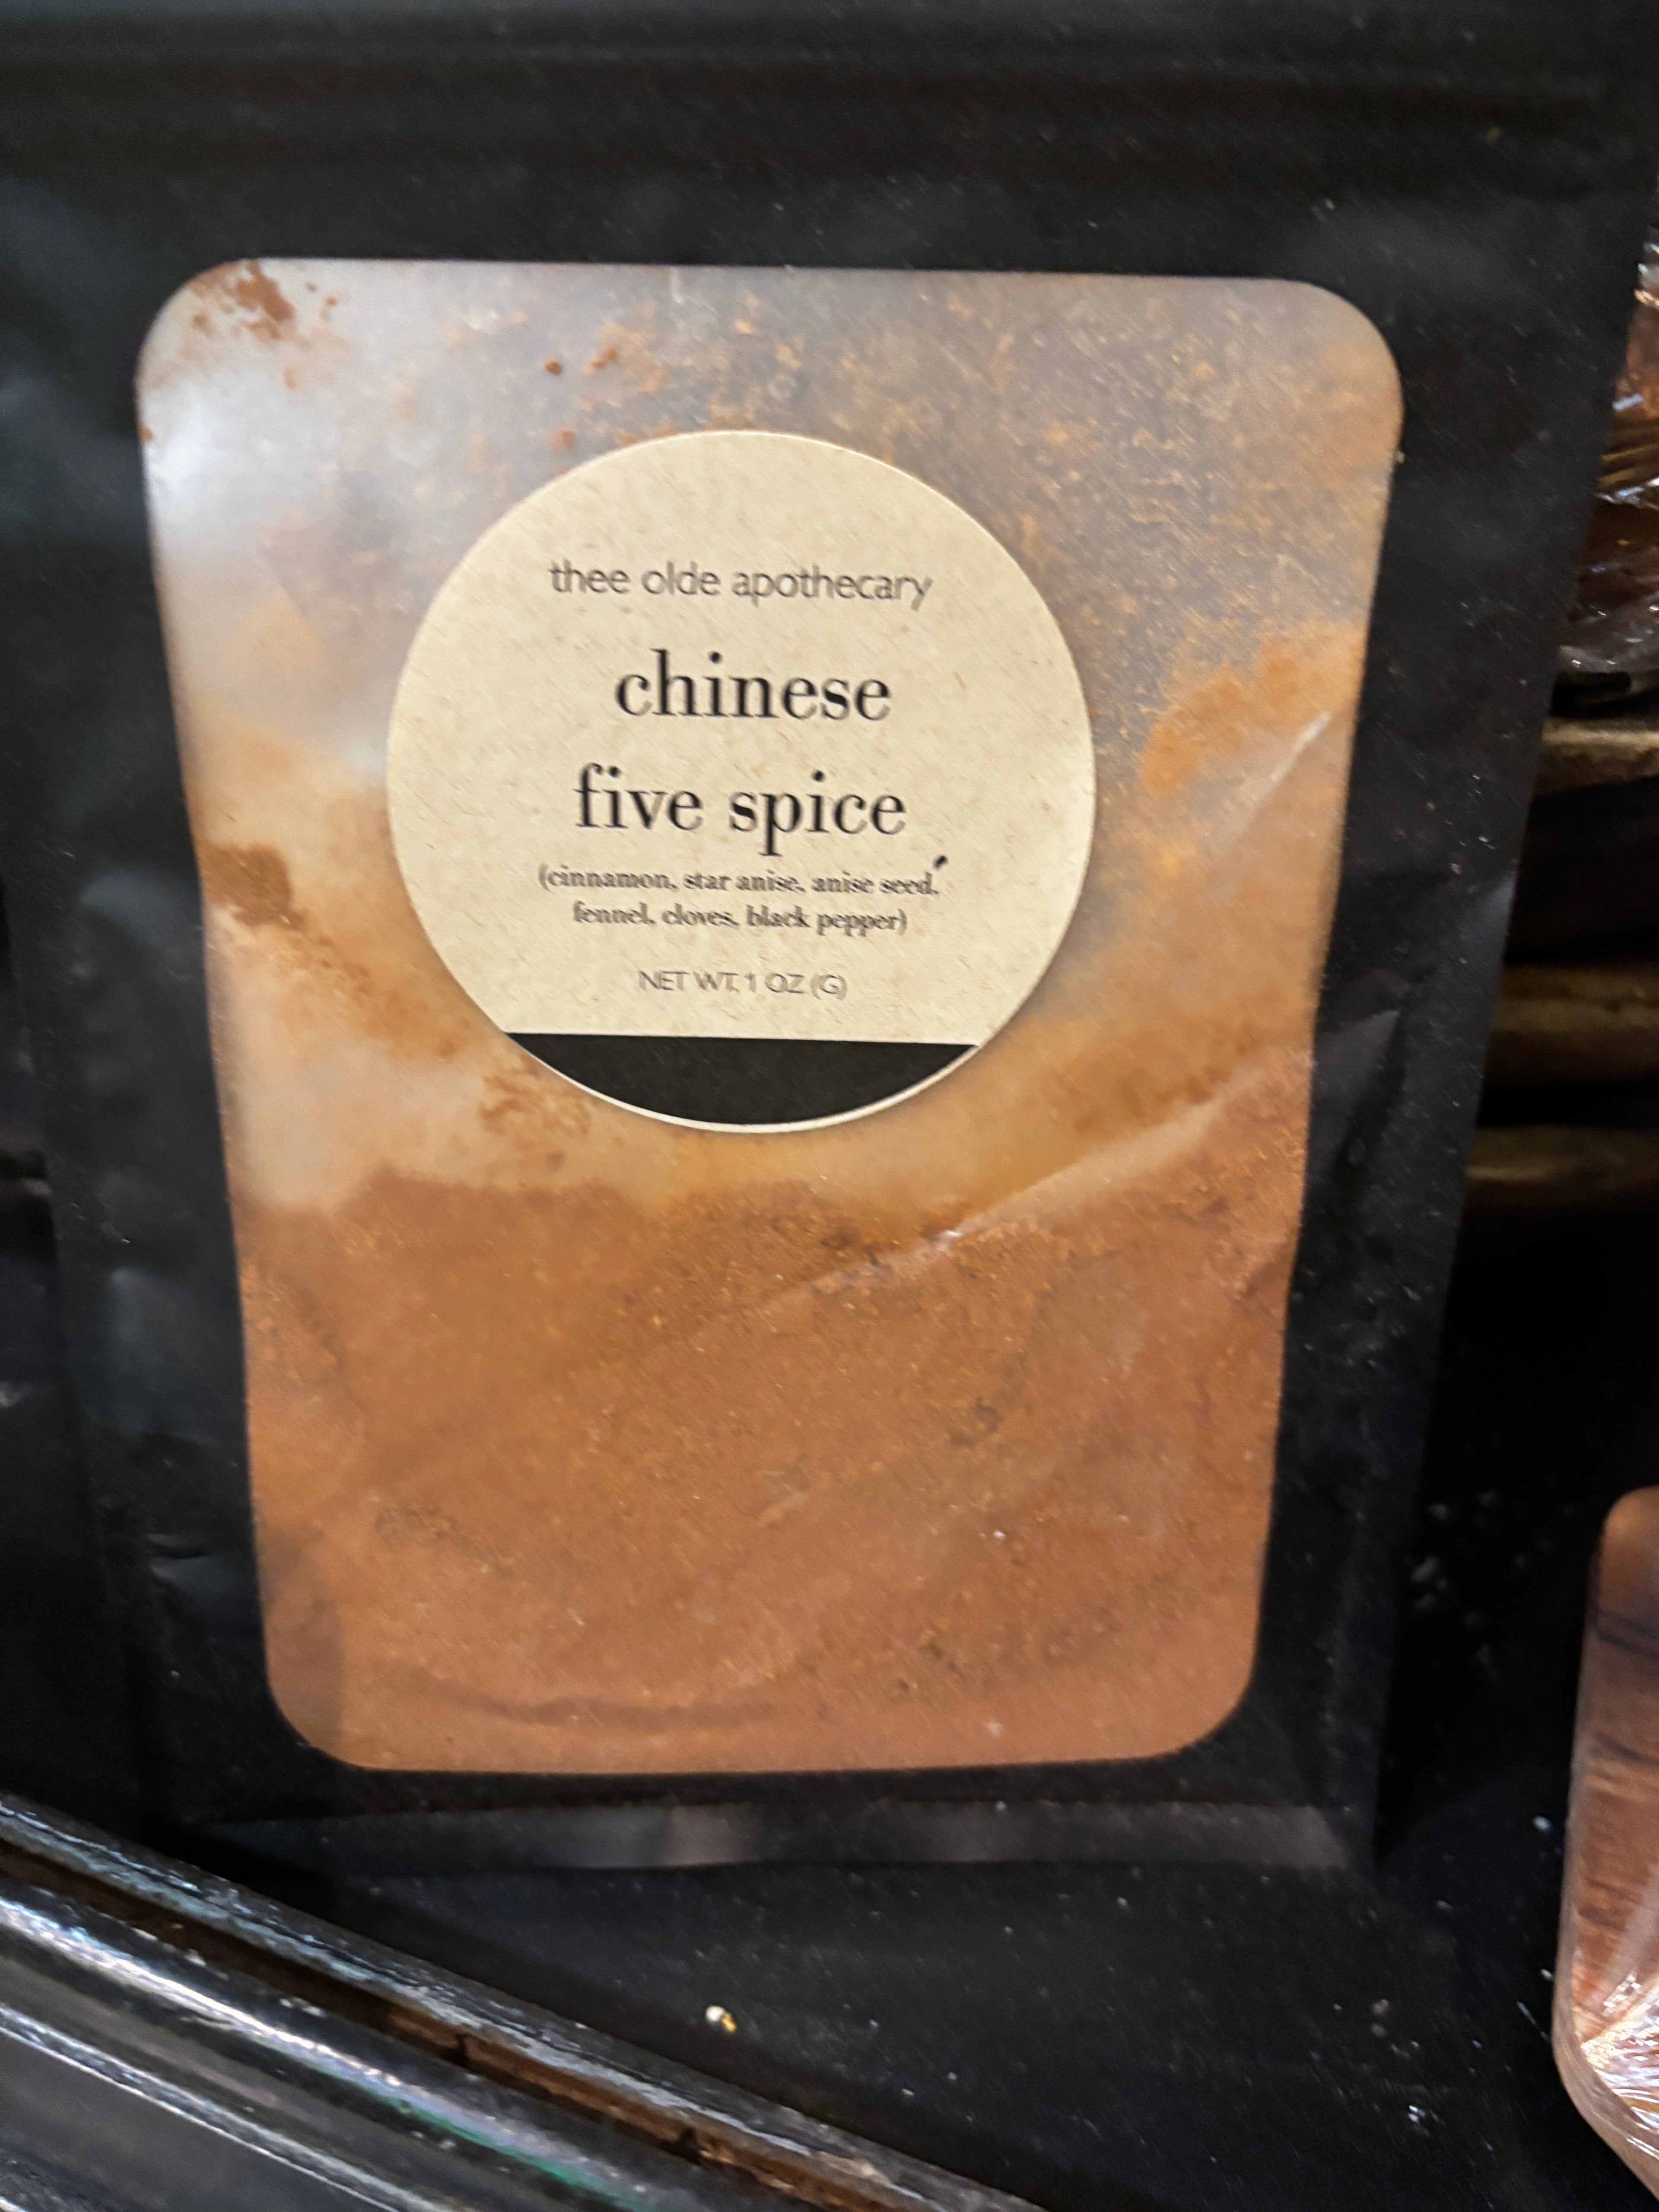 thee olde apothecary
chinese
five spice
(cinnamon, star anise, anise seed,
fennel, cloves, black pepper)
NET WT. 1 OZ (G)